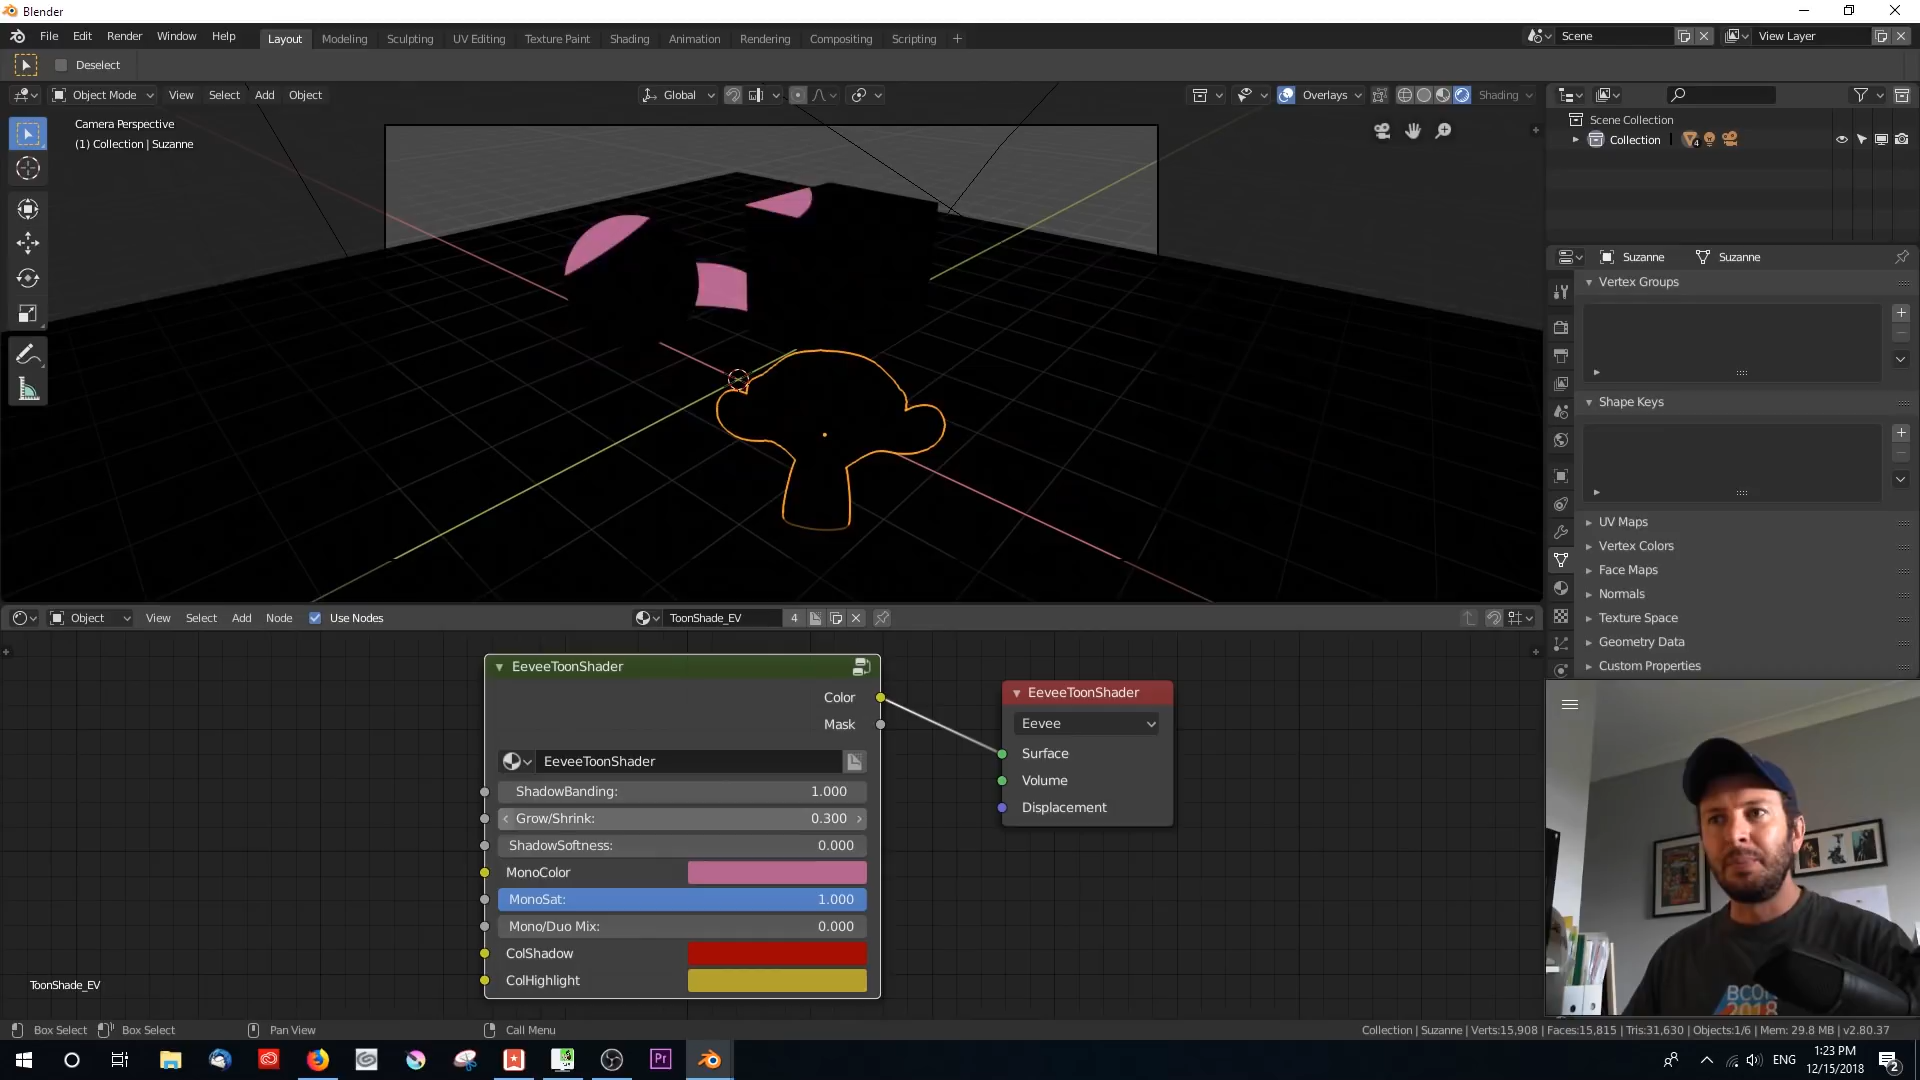 Blender
File Edit Render Window Help Layout Modeling Sculpting UV Editing Texture Paint Shading Animation Rendering Compositing Scripting + Scene View Layer
Deselect
Object Mode View Select Add Object Global Overlays Shading
Camera Perspective
(1) Collection | Suzanne
Scene Collection
Collection 4
Suzanne Suzanne
Vertex Groups
Shape Keys
UV Maps
Vertex Colors
Face Maps
Normals
Texture Space
Geometry Data
Custom Properties
Object View Select Add Node Use Nodes ToonShade_EV 4
EeveeToonShader
Color
Mask
EeveeToonShader
ShadowBanding: 1.000
Grow/Shrink: 0.300
ShadowSoftness: 0.000
MonoColor
MonoSat: 1.000
Mono/Duo Mix: 0.000
ColShadow
ColHighlight
EeveeToonShader
Eevee
Surface
Volume
Displacement
ToonShade_EV
BCON
2018
Box Select Box Select Pan View Call Menu Collection | Suzanne | Verts:15,908 | Faces:15,815 | Tris:31,630 | Objects:1/6 | Mem: 29.8 MB | v2.80.37
Pr ENG 1:23 PM
12/15/2018 2